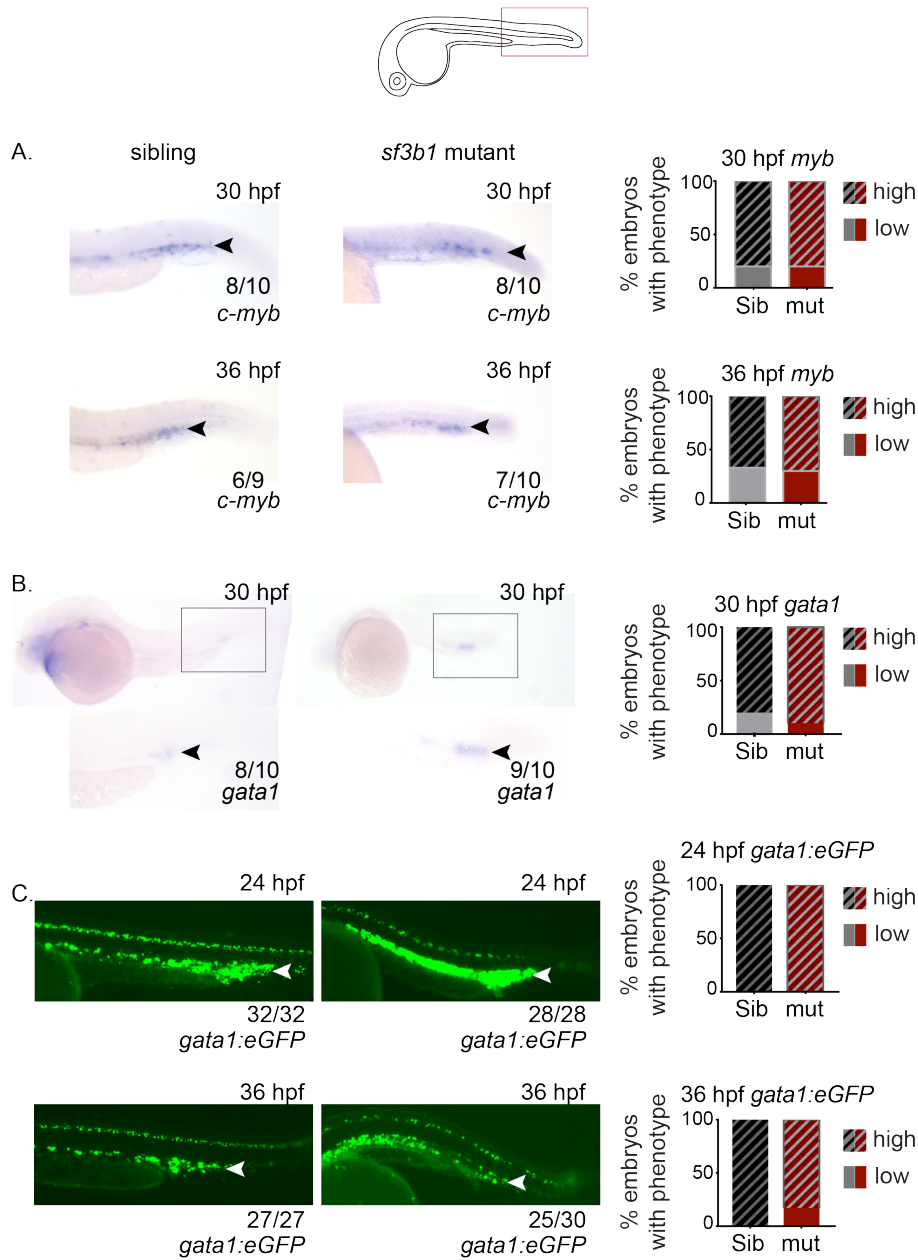 A.
sibling
sf3b1 mutant
30 hpf
8/10
c-myb
30 hpf
8/10
c-myb
30 hpf myb
% embryos
with phenotype
100
50
0
Sib
mut
high
low
36 hpf
6/9
c-myb
36 hpf
7/10
c-myb
36 hpf myb
% embryos
with phenotype
100
50
0
Sib
mut
high
low
B.
30 hpf
8/10
gata1
30 hpf
9/10
gata1
30 hpf gata1
% embryos
with phenotype
100
50
0
Sib
mut
high
low
C.
24 hpf
32/32
gata1:eGFP
24 hpf
28/28
gata1:eGFP
24 hpf gata1:eGFP
% embryos
with phenotype
100
50
0
Sib
mut
high
low
36 hpf
27/27
gata1:eGFP
36 hpf
25/30
gata1:eGFP
36 hpf gata1:eGFP
% embryos
with phenotype
100
50
0
Sib
mut
high
low